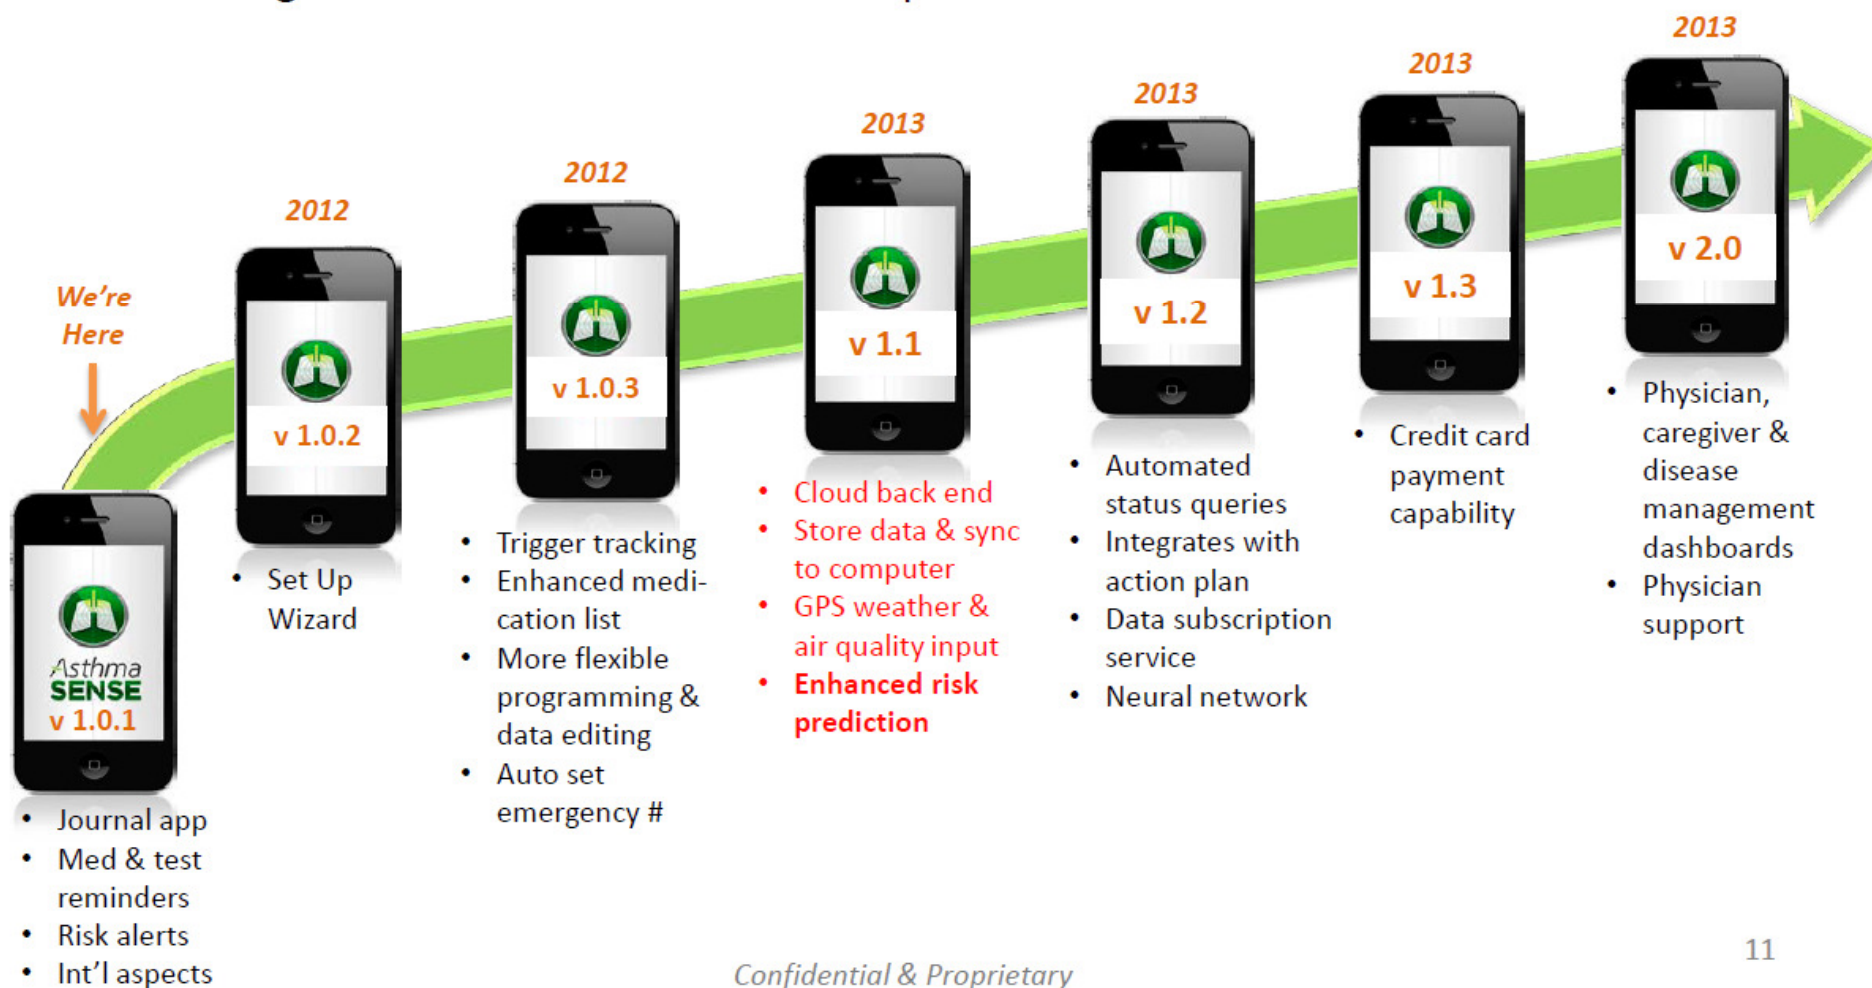 We're
Here
Asthma
SENSE
v 1.0.1
• Journal app
• Med & test
reminders
• Risk alerts
• Int'l aspects
2012
v 1.0.2
• Set Up
Wizard
2012
v 1.0.3
• Trigger tracking
• Enhanced medi-
cation list
• More flexible
programming &
data editing
• Auto set
emergency #
2013
v 1.1
• Cloud back end
• Store data & sync
to computer
• GPS weather &
air quality input
• Enhanced risk
prediction
2013
v 1.2
• Automated
status queries
• Integrates with
action plan
• Data subscription
service
• Neural network
2013
v 1.3
• Credit card
payment
capability
2013
v 2.0
• Physician,
caregiver &
disease
management
dashboards
• Physician
support
Confidential & Proprietary
11